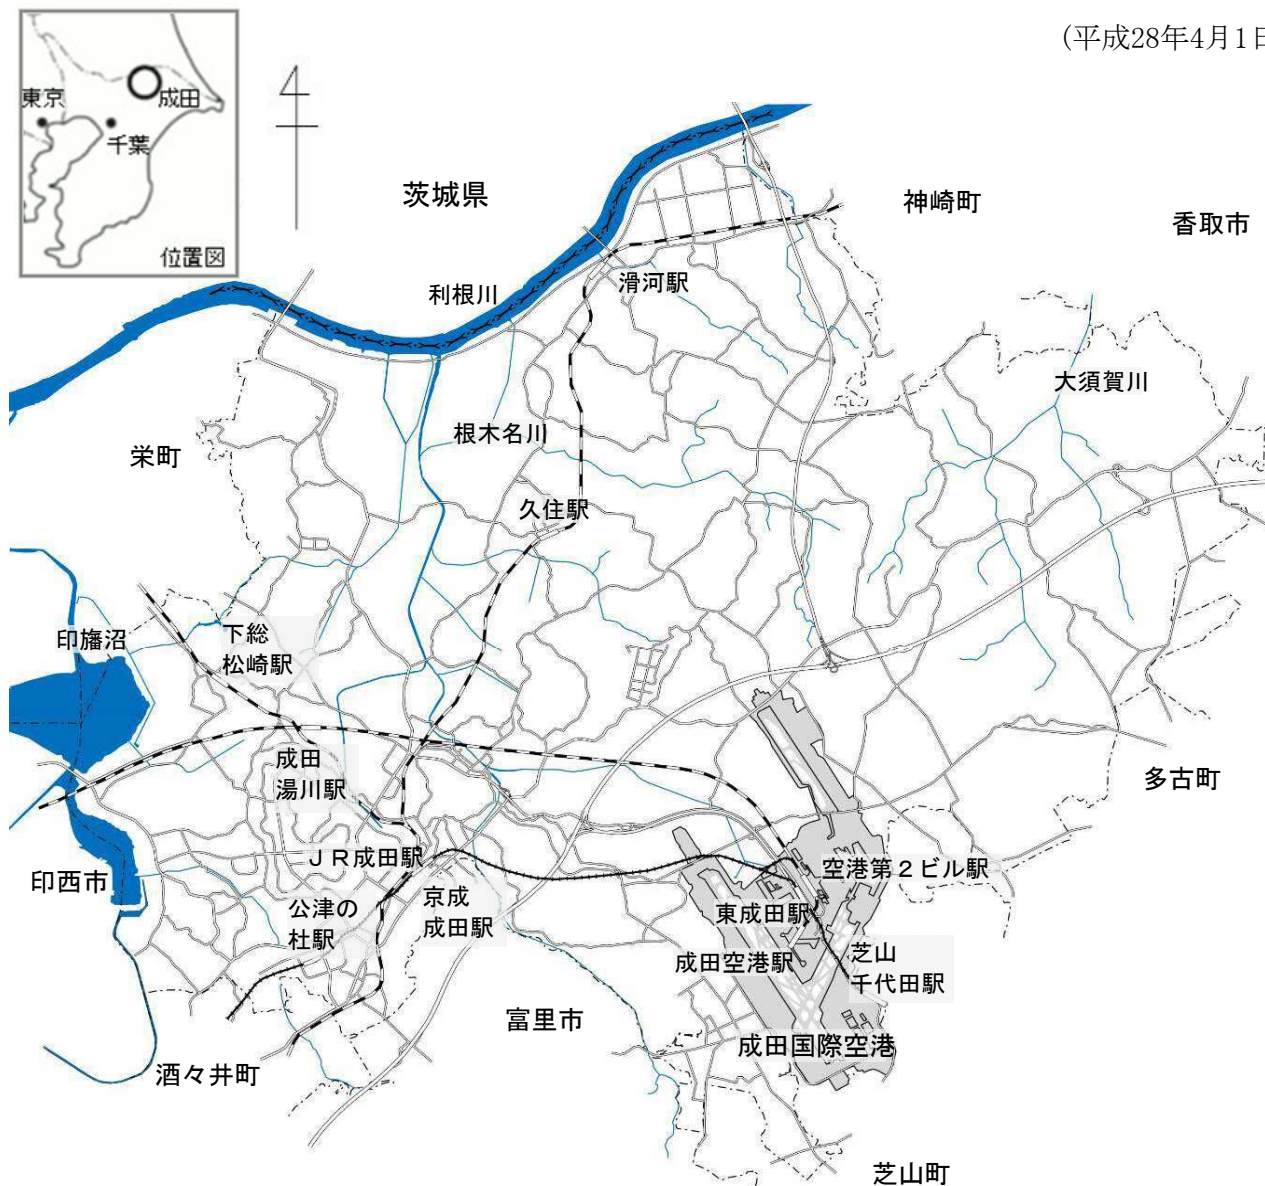 (平成28年4月1日
東京
成田
千葉
位置図
茨城県
神崎町
香取市
滑河駅
利根川
大須賀川
根木名川
栄町
久住駅
印旛沼
下総
松崎駅
成田
湯川駅
多古町
ＪＲ成田駅
空港第２ビル駅
印西市
京成
成田駅
公津の
杜駅
東成田駅
成田空港駅
芝山
千代田駅
富里市
成田国際空港
酒々井町
芝山町